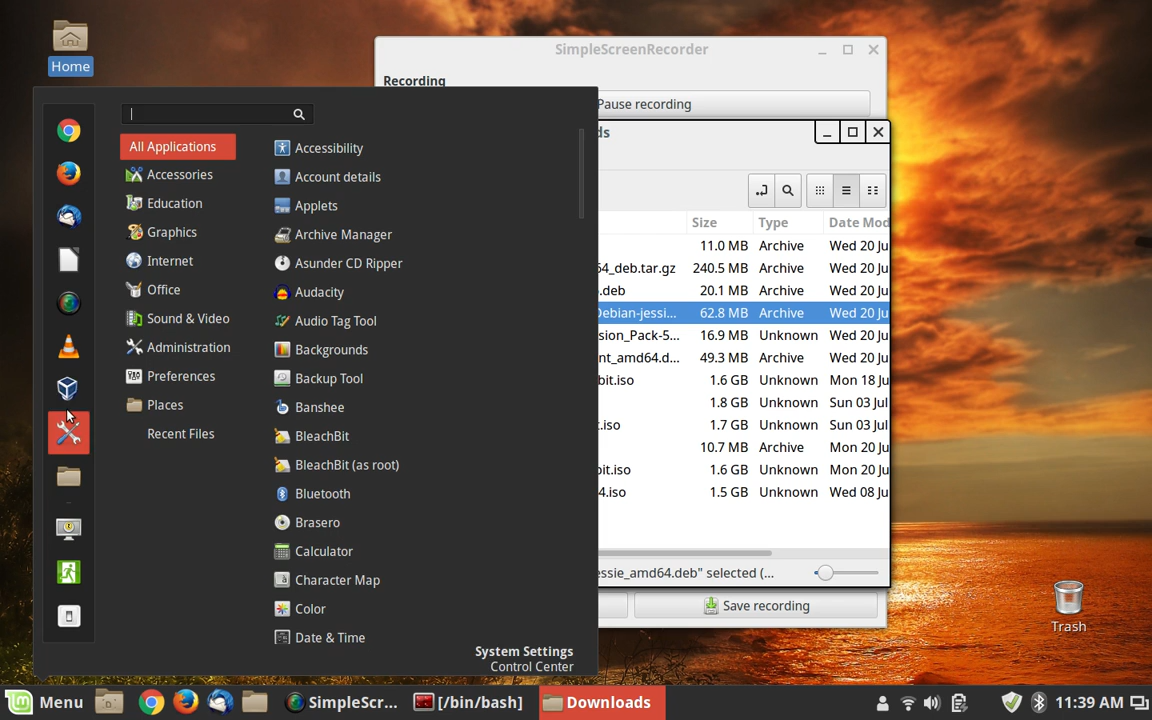 Home
SimpleScreenRecorder
Recording
Pause recording
ds
All Applications
Accessories
Education
Graphics
Internet
Office
Sound & Video
Administration
Preferences
Places
Recent Files
Accessibility
Account details
Applets
Archive Manager
Asunder CD Ripper
Audacity
Audio Tag Tool
Backgrounds
Backup Tool
Banshee
BleachBit
BleachBit (as root)
Bluetooth
Brasero
Calculator
Character Map
Color
Date & Time
System Settings
Control Center
Size Type Date Mod
11.0 MB Archive Wed 20 Ju
64_deb.tar.gz 240.5 MB Archive Wed 20 Ju
.deb 20.1 MB Archive Wed 20 Ju
Debian-jessi... 62.8 MB Archive Wed 20 Ju
sion_Pack-5... 16.9 MB Unknown Wed 20 Ju
nt_amd64.d... 49.3 MB Archive Wed 20 Ju
bit.iso 1.6 GB Unknown Mon 18 Ju
1.8 GB Unknown Sun 03 Jul
t.iso 1.7 GB Unknown Sun 03 Jul
10.7 MB Archive Mon 20 Ju
bit.iso 1.6 GB Unknown Mon 20 Ju
4.iso 1.5 GB Unknown Wed 08 Ju
essie_amd64.deb" selected (...
Save recording
Trash
Menu
SimpleScr...
[/bin/bash]
Downloads
11:39 AM